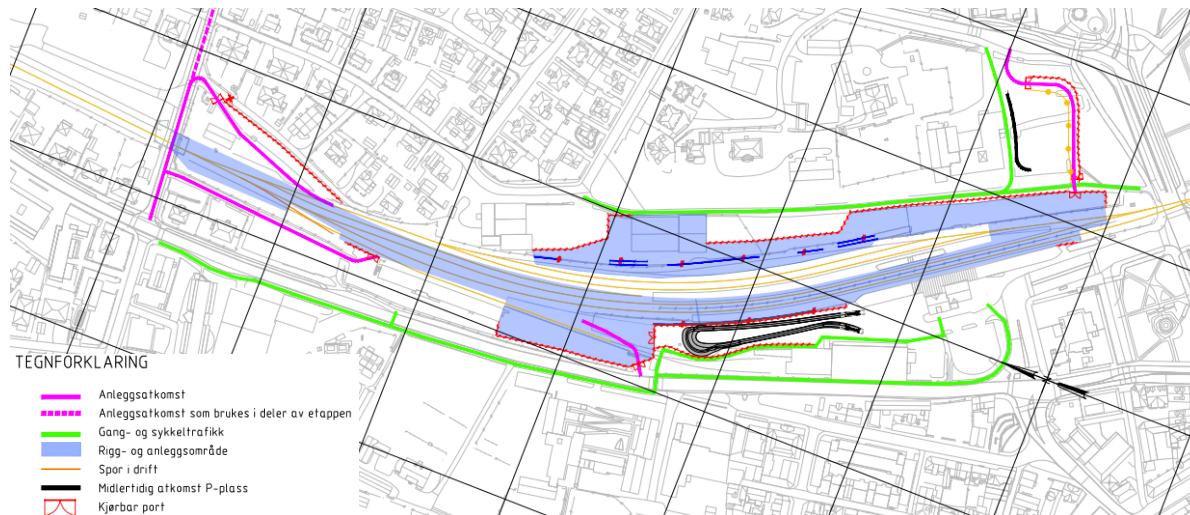 TEGNFORKLARING
Anleggsatkomst
Anleggsatkomst som brukes i deler av etappen
Gang- og sykkeltrafikk
Rigg- og anleggsområde
Spor i drift
Midlertidig atkomst P-plass
Kjørbar port